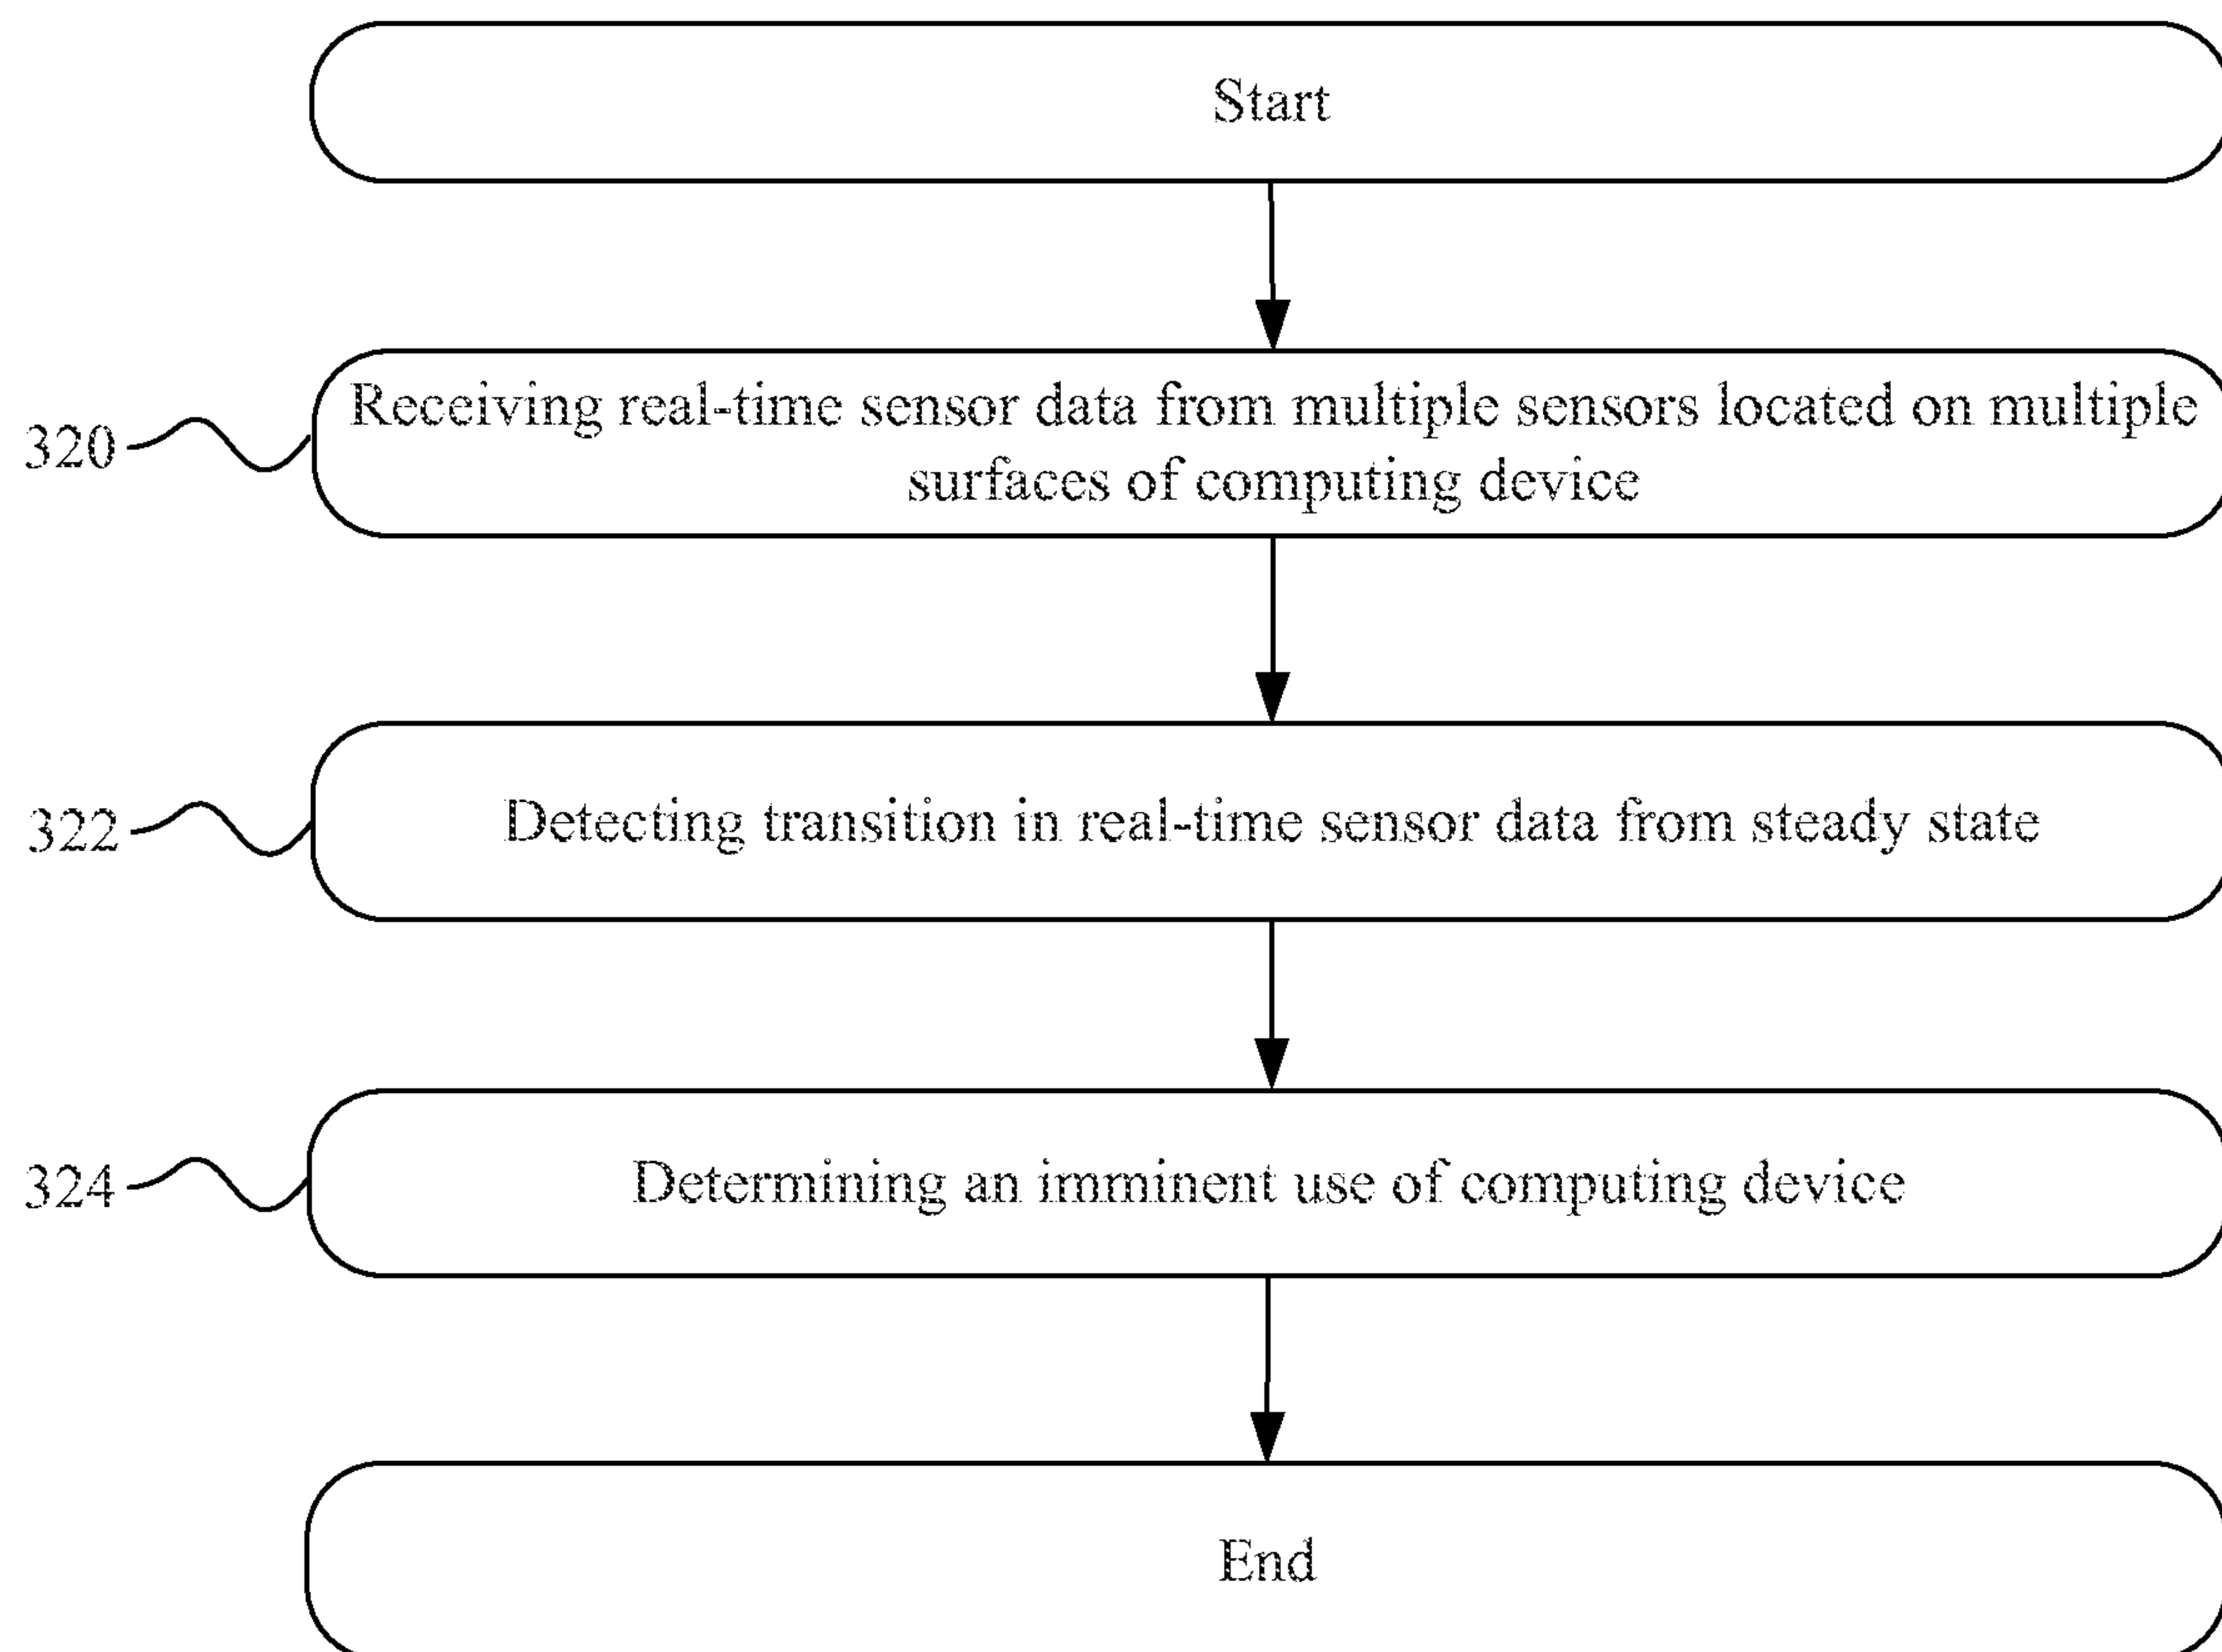 Start
320
Receiving real-time sensor data from multiple sensors located on multiple
surfaces of computing device
322
Detecting transition in real-time sensor data from steady state
324
Determining an imminent use of computing device
End